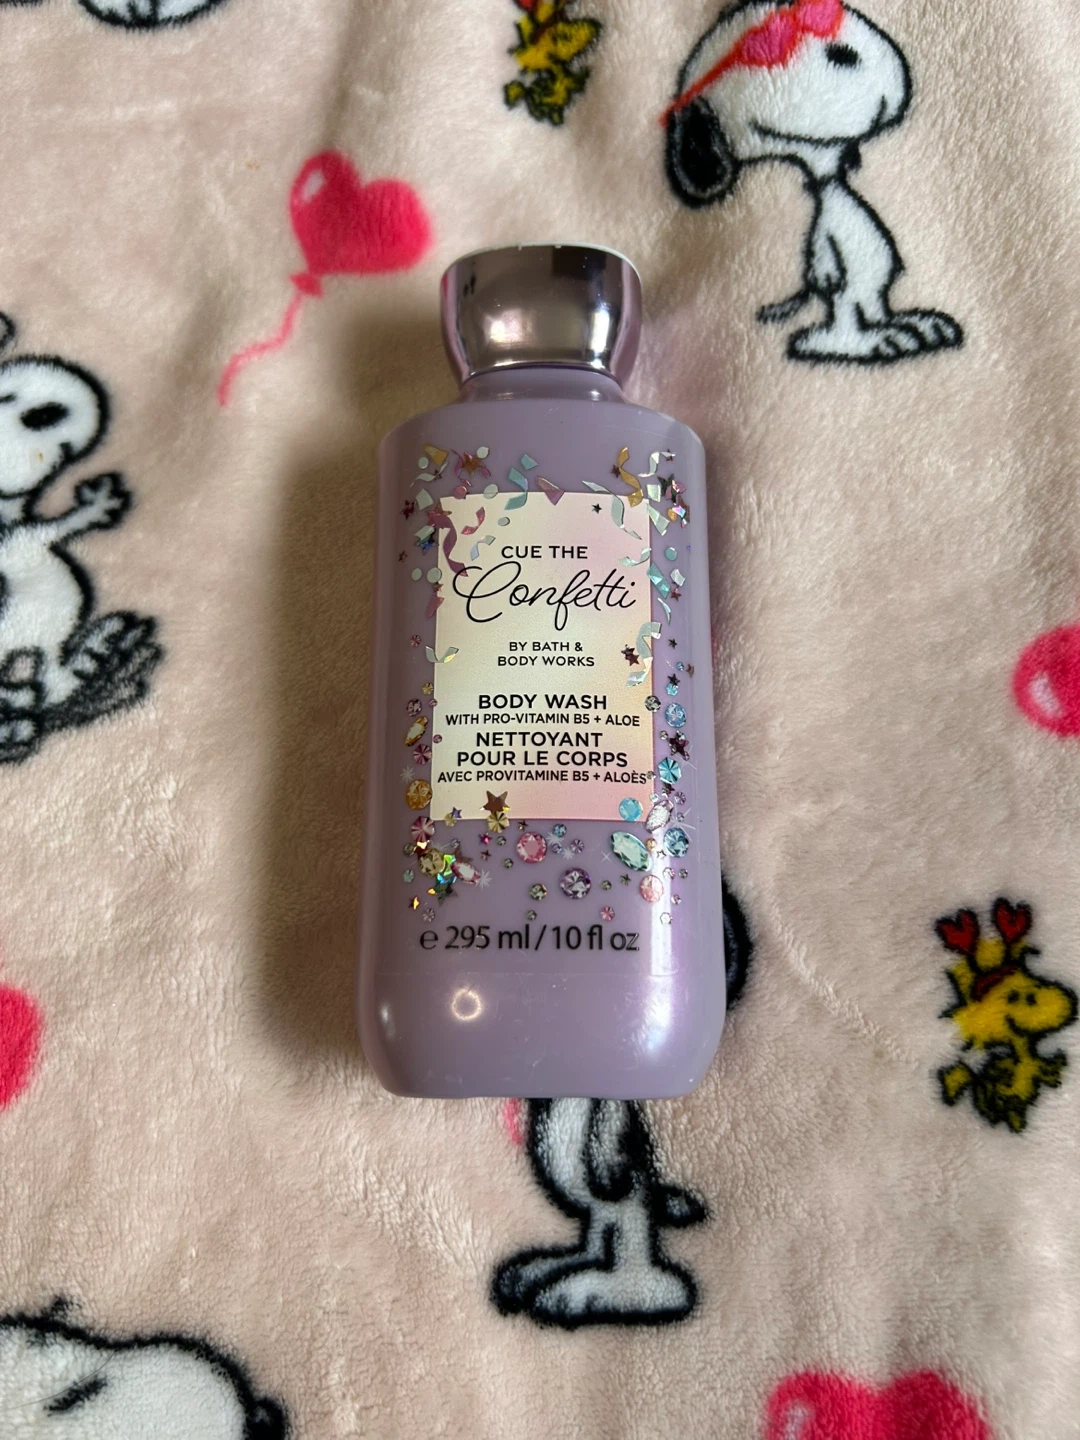 CUE THE
Confetti
BY BATH &
BODY WORKS
BODY WASH
WITH PRO-VITAMIN B5 + ALOE
NETTOYANT
POUR LE CORPS
AVEC PROVITAMINE B5 + ALOÈS
℮ 295 ml / 10 fl oz